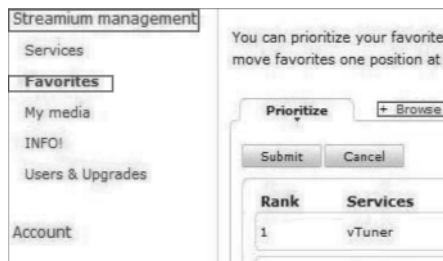 Streamium management
Services
Favorites
My media
INFO!
Users & Upgrades
Account
You can prioritize your favorite
move favorites one position at
Prioritize
+ Browse
Submit Cancel
Rank Services
1 vTuner